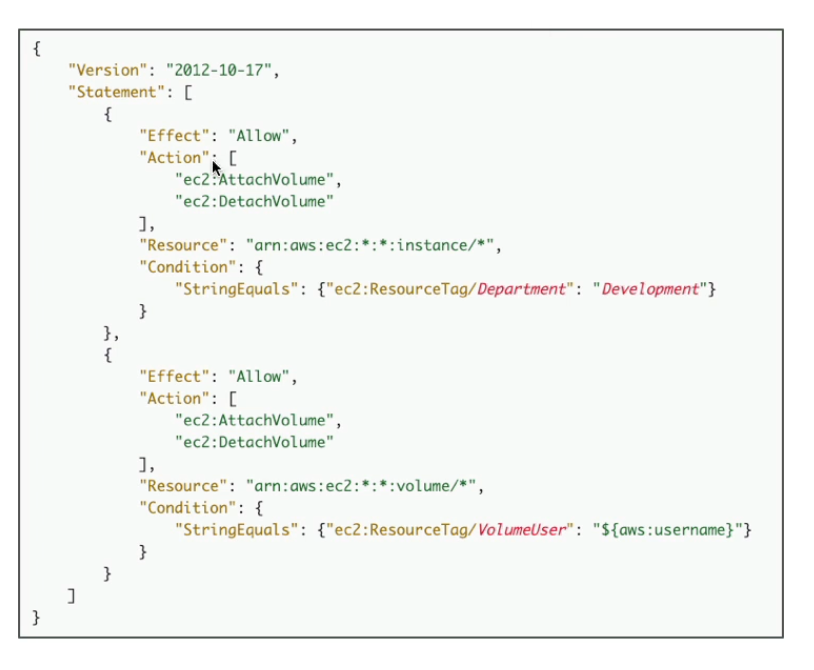 {
    "Version": "2012-10-17",
    "Statement": [
        {
            "Effect": "Allow",
            "Action": [
                "ec2:AttachVolume",
                "ec2:DetachVolume"
            ],
            "Resource": "arn:aws:ec2:*:*:instance/*",
            "Condition": {
                "StringEquals": {"ec2:ResourceTag/Department": "Development"}
            }
        },
        {
            "Effect": "Allow",
            "Action": [
                "ec2:AttachVolume",
                "ec2:DetachVolume"
            ],
            "Resource": "arn:aws:ec2:*:*:volume/*",
            "Condition": {
                "StringEquals": {"ec2:ResourceTag/VolumeUser": "${aws:username}"}
            }
        }
    ]
}